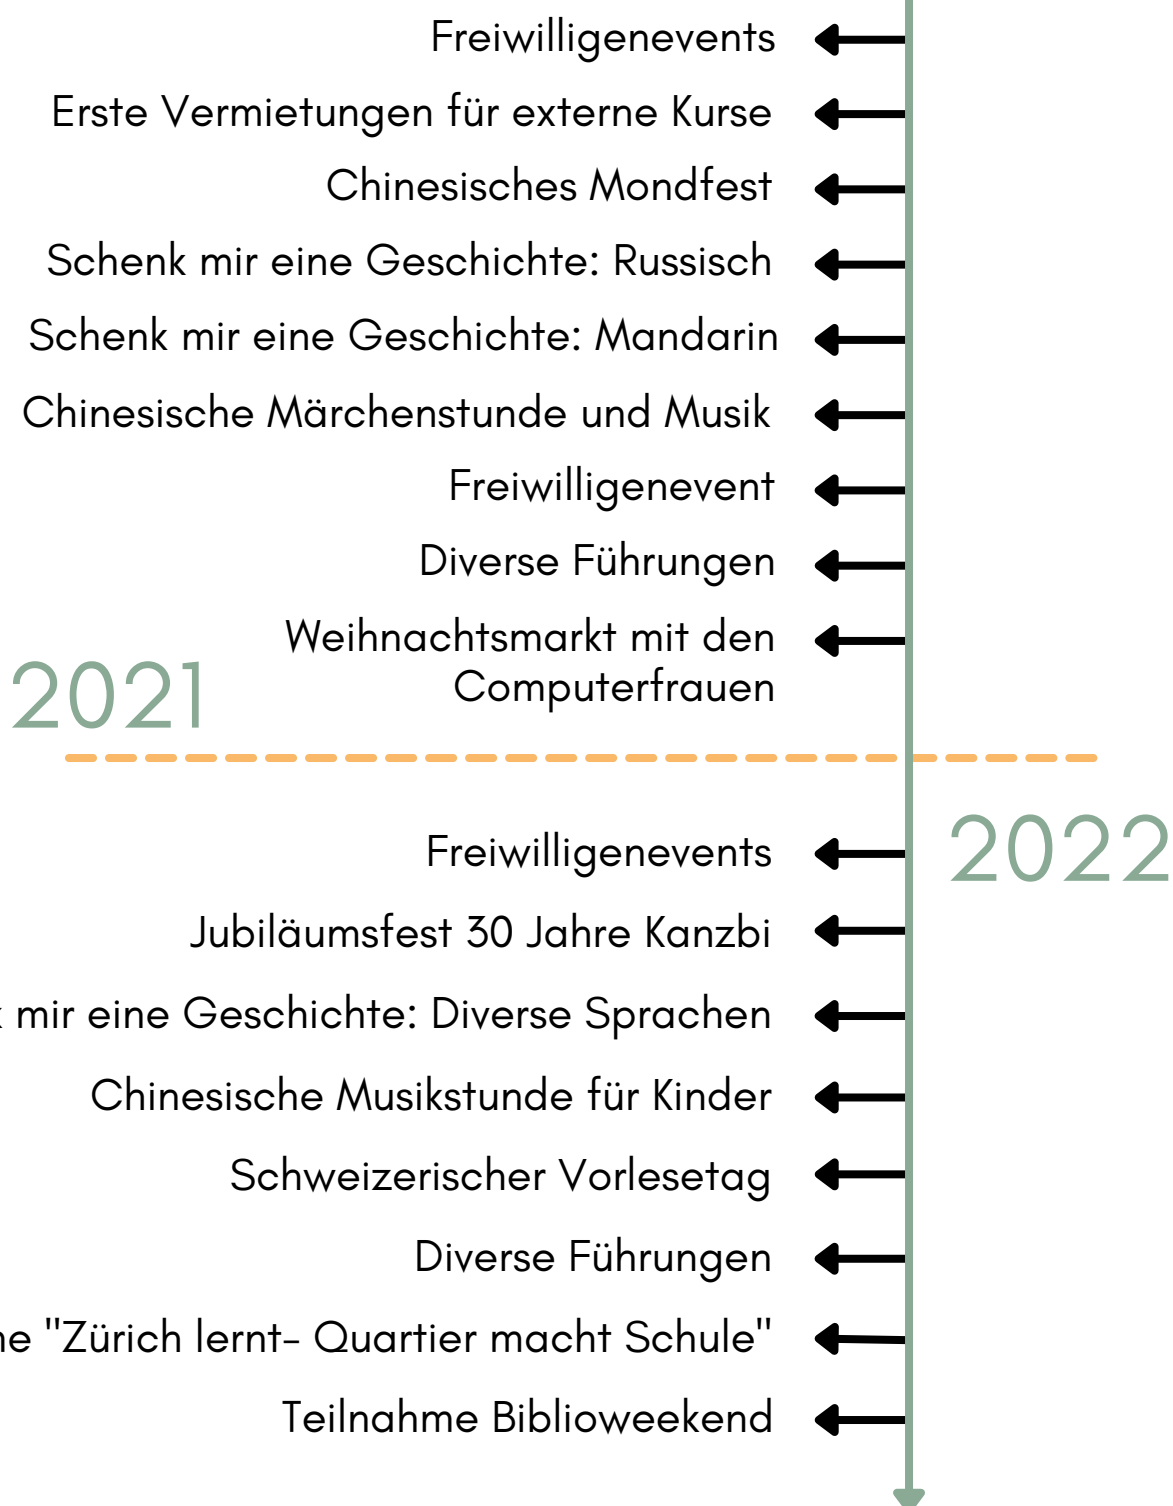 Freiwilligenevents
Erste Vermietungen für externe Kurse
Chinesisches Mondfest
Schenk mir eine Geschichte: Russisch
Schenk mir eine Geschichte: Mandarin
Chinesische Märchenstunde und Musik
Freiwilligenevent
Diverse Führungen
Weihnachtsmarkt mit den
Computerfrauen
2021
2022
Freiwilligenevents
Jubiläumsfest 30 Jahre Kanzbi
mir eine Geschichte: Diverse Sprachen
Chinesische Musikstunde für Kinder
Schweizerischer Vorlesetag
Diverse Führungen
"Zürich lernt- Quartier macht Schule"
Teilnahme Biblioweekend